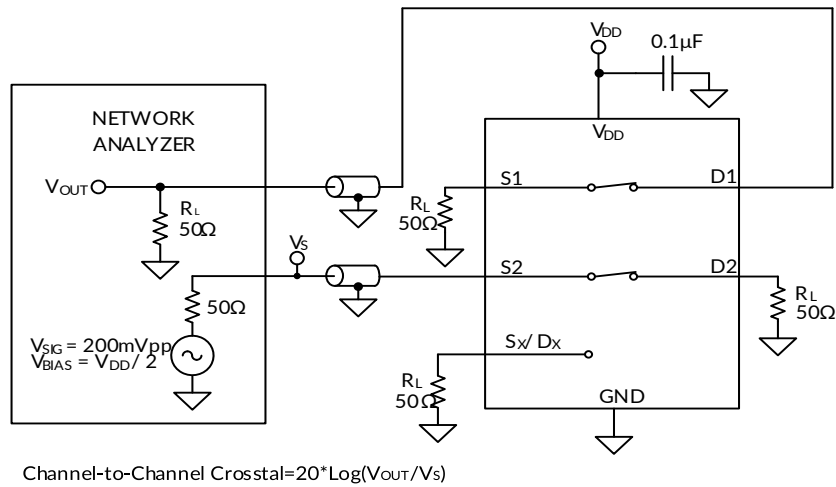 VDD
0.1µF
NETWORK
ANALYZER
VDD
VOUT
S1
D1
RL
50Ω
RL
50Ω
VS
S2
D2
50Ω
RL
50Ω
VSIG = 200mVpp
VBIAS = VDD / 2
SX/ DX
RL
50Ω
GND
Channel-to-Channel Crosstal=20*Log(VOUT/VS)